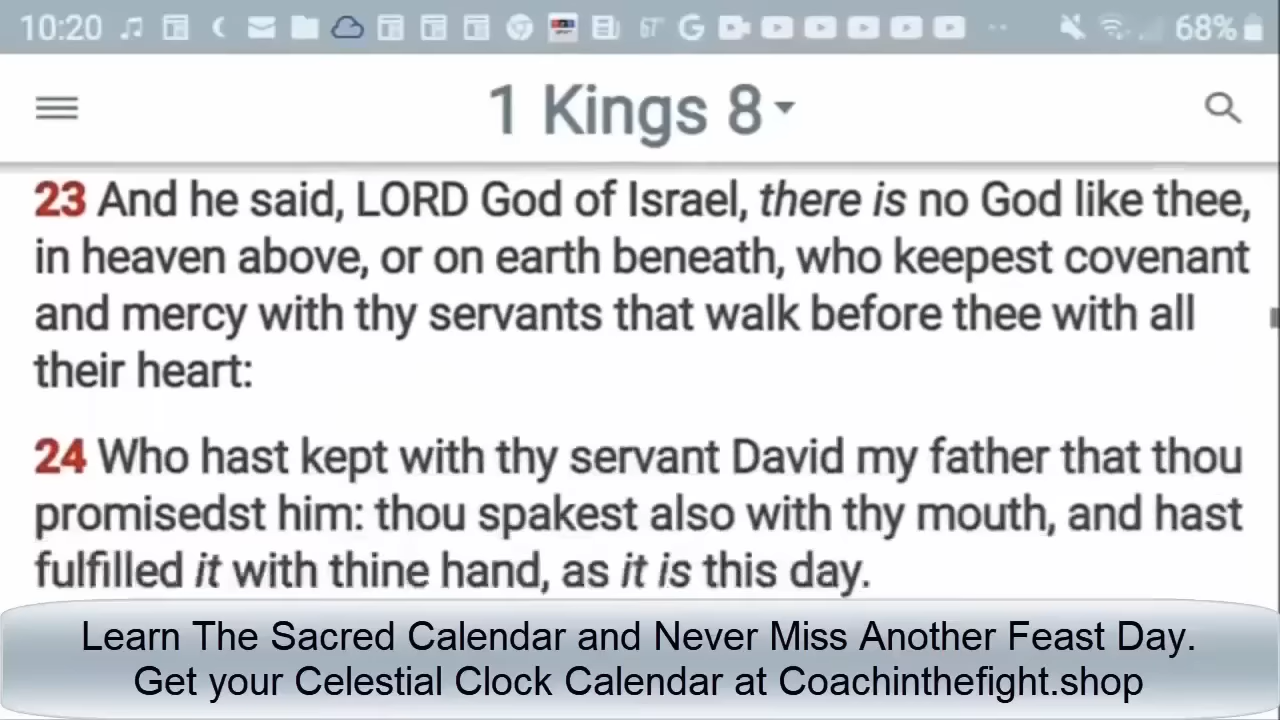 10:20
68%
1 Kings 8
23 And he said, LORD God of Israel, there is no God like thee,
in heaven above, or on earth beneath, who keepest covenant
and mercy with thy servants that walk before thee with all
their heart:
24 Who hast kept with thy servant David my father that thou
promisedst him: thou spakest also with thy mouth, and hast
fulfilled it with thine hand, as it is this day.
Learn The Sacred Calendar and Never Miss Another Feast Day.
Get your Celestial Clock Calendar at Coachinthefight.shop